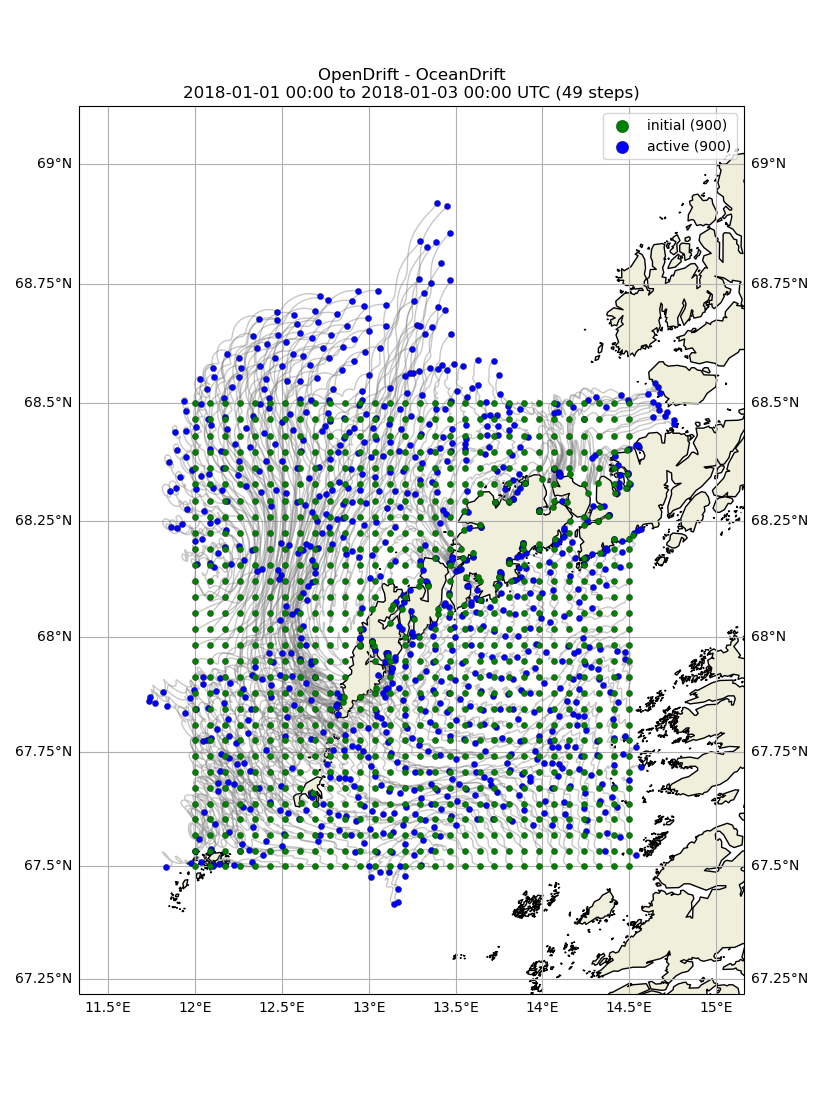 OpenDrift - OceanDrift
2018-01-01 00:00 to 2018-01-03 00:00 UTC (49 steps)
initial (900)
active (900)
69°N 69°N
68.75°N 68.75°N
68.5°N 68.5°N
68.25°N 68.25°N
68°N 68°N
67.75°N 67.75°N
67.5°N 67.5°N
67.25°N 67.25°N
11.5°E 12°E 12.5°E 13°E 13.5°E 14°E 14.5°E 15°E